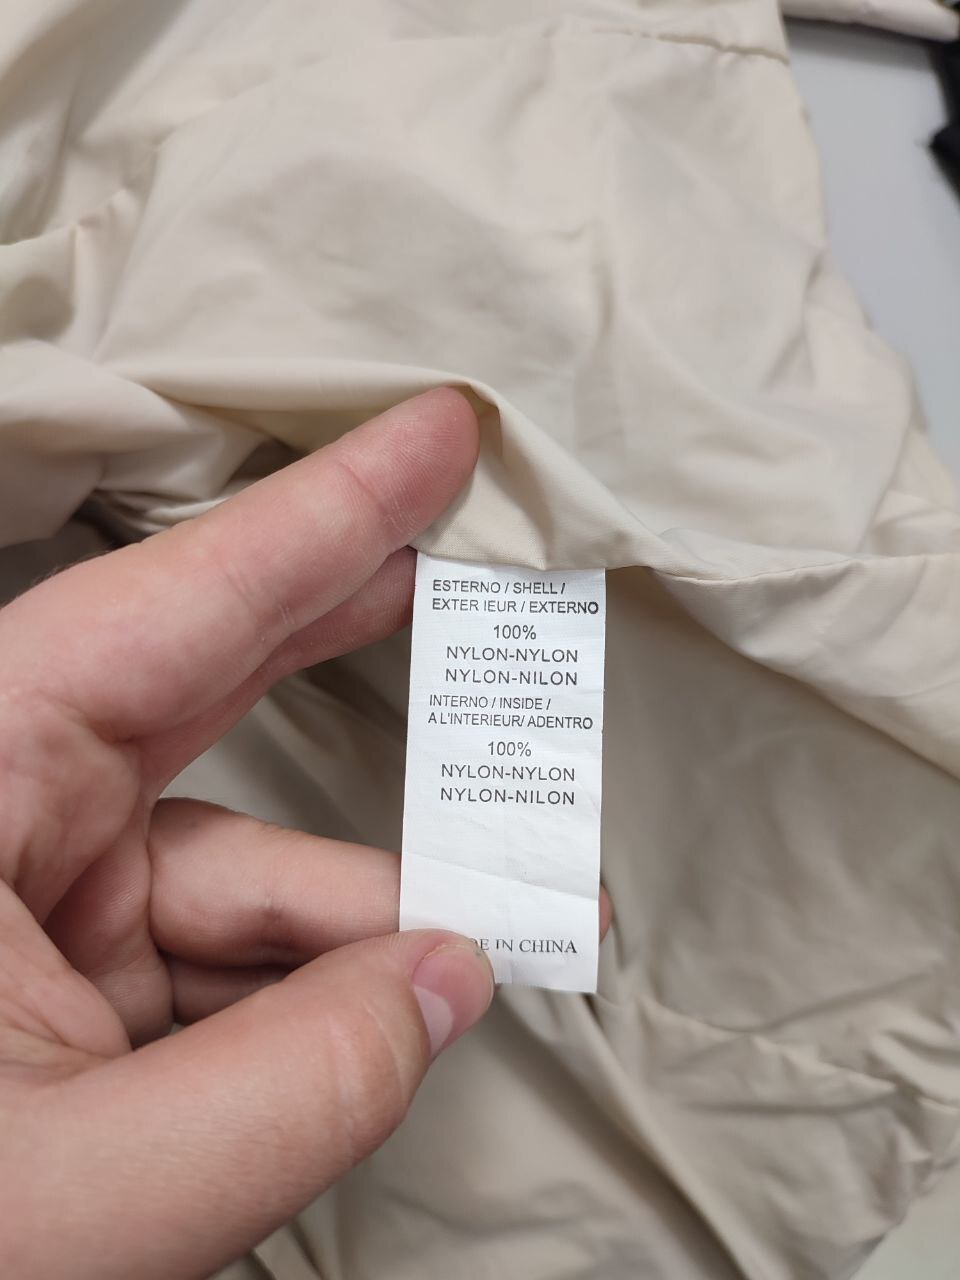 ESTERNO / SHELL /
EXTER IEUR / EXTERNO
100%
NYLON-NYLON
NYLON-NILON
INTERNO / INSIDE /
A L'INTERIEUR/ ADENTRO
100%
NYLON-NYLON
NYLON-NILON
IN CHINA